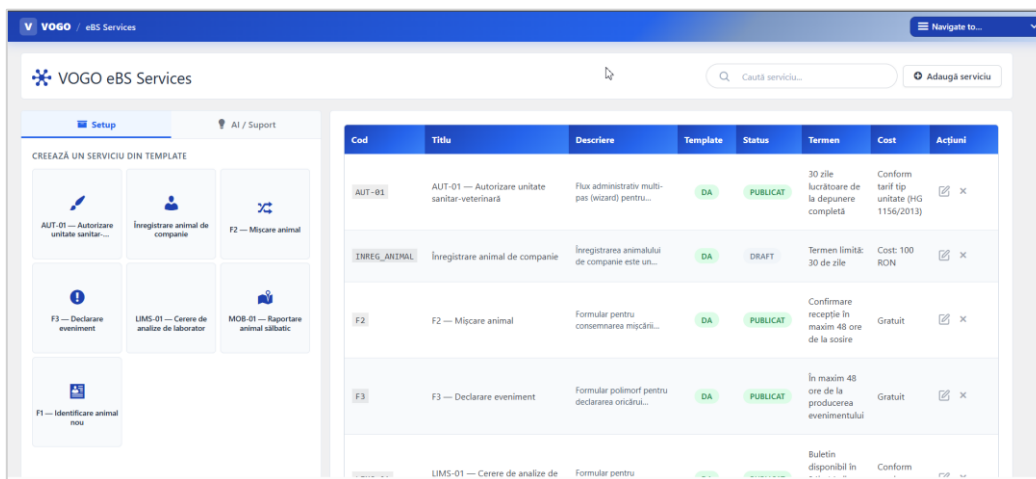 V VOGO / eBS Services
Navigate to...
VOGO eBS Services
Caută serviciu...
Adaugă serviciu
Setup
AI / Suport
CREEAZĂ UN SERVICIU DIN TEMPLATE
AUT-01 — Autorizare
unitate sanitar-...
Înregistrare animal de
companie
F2 — Mișcare animal
F3 — Declarare
eveniment
LIMS-01 — Cerere de
analize de laborator
MOB-01 — Raportare
animal sălbatic
F1 — Identificare animal
nou
Cod Titlu Descriere Template Status Termen Cost Acțiuni
AUT-01
AUT-01 — Autorizare unitate
sanitar-veterinară
Flux administrativ multi-
pas (wizard) pentru...
DA
PUBLICAT
30 zile
lucrătoare de
la depunere
completă
Conform
tarif tip
unitate (HG
1156/2013)
INREG_ANIMAL
Înregistrare animal de companie
Înregistrarea animalului
de companie este un...
DA
DRAFT
Termen limită:
30 de zile
Cost: 100
RON
F2
F2 — Mișcare animal
Formular pentru
consemnarea mișcării...
DA
PUBLICAT
Confirmare
recepție în
maxim 48 ore
de la sosire
Gratuit
F3
F3 — Declarare eveniment
Formular polimorf pentru
declararea oricărui...
DA
PUBLICAT
În maxim 48
ore de la
producerea
evenimentului
Gratuit
LIMS-01 — Cerere de analize de
Formular pentru
Buletin
disponibil în
Conform